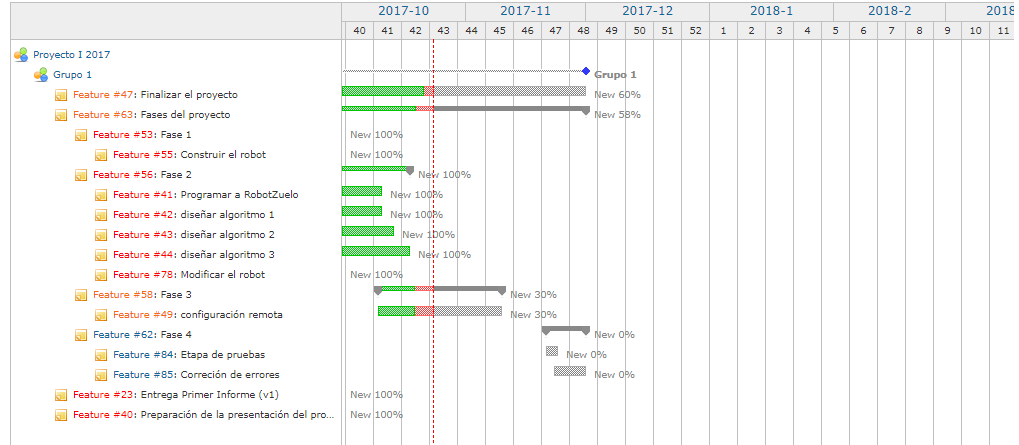 2017-10 2017-11 2017-12 2018-1 2018-2 2018
40 41 42 43 44 45 46 47 48 49 50 51 52 1 2 3 4 5 6 7 8 9 10 11
Proyecto I 2017
Grupo 1 Grupo 1
Feature #47: Finalizar el proyecto New 60%
Feature #63: Fases del proyecto New 58%
Feature #53: Fase 1 New 100%
Feature #55: Construir el robot New 100%
Feature #56: Fase 2 New 100%
Feature #41: Programar a RobotZuelo New 100%
Feature #42: diseñar algoritmo 1 New 100%
Feature #43: diseñar algoritmo 2 New 100%
Feature #44: diseñar algoritmo 3 New 100%
Feature #78: Modificar el robot New 100%
Feature #58: Fase 3 New 30%
Feature #49: configuración remota New 30%
Feature #62: Fase 4 New 0%
Feature #84: Etapa de pruebas New 0%
Feature #85: Correción de errores New 0%
Feature #23: Entrega Primer Informe (v1) New 100%
Feature #40: Preparación de la presentación del pro... New 100%